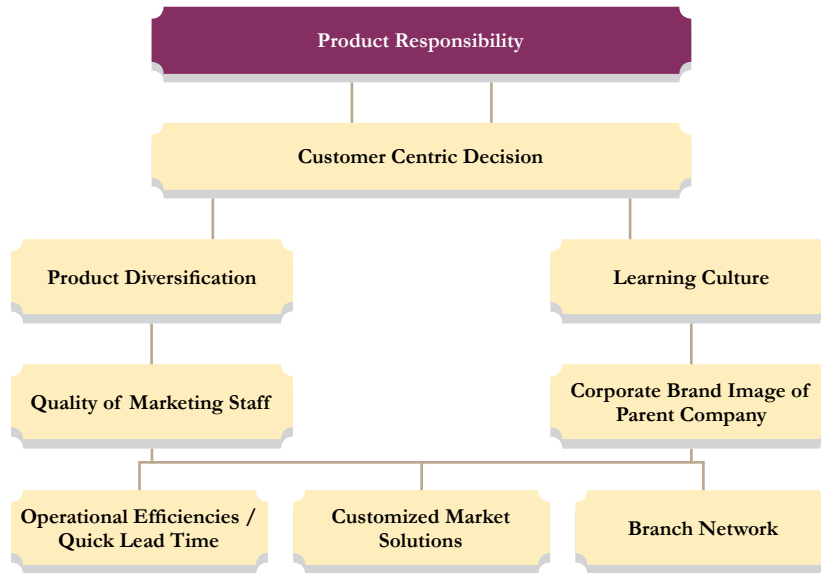 Product Responsibility
Customer Centric Decision
Product Diversification
Learning Culture
Quality of Marketing Staff
Corporate Brand Image of
Parent Company
Operational Efficiencies /
Quick Lead Time
Customized Market
Solutions
Branch Network